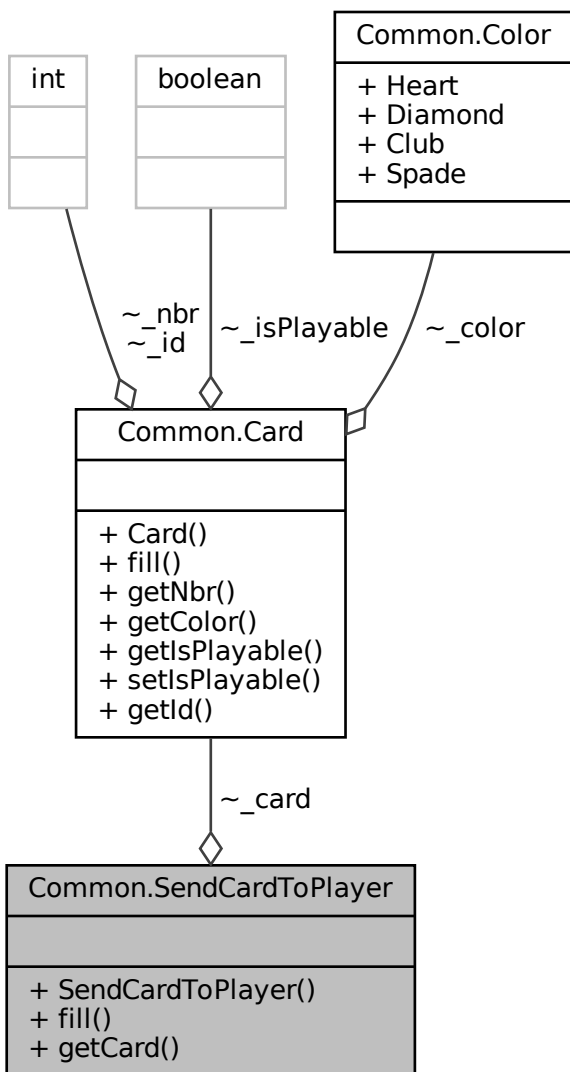 int
boolean
Common.Color
+ Heart
+ Diamond
+ Club
+ Spade
~_nbr
~_id
~_isPlayable
~_color
Common.Card
+ Card()
+ fill()
+ getNbr()
+ getColor()
+ getIsPlayable()
+ setIsPlayable()
+ getId()
~_card
Common.SendCardToPlayer
+ SendCardToPlayer()
+ fill()
+ getCard()